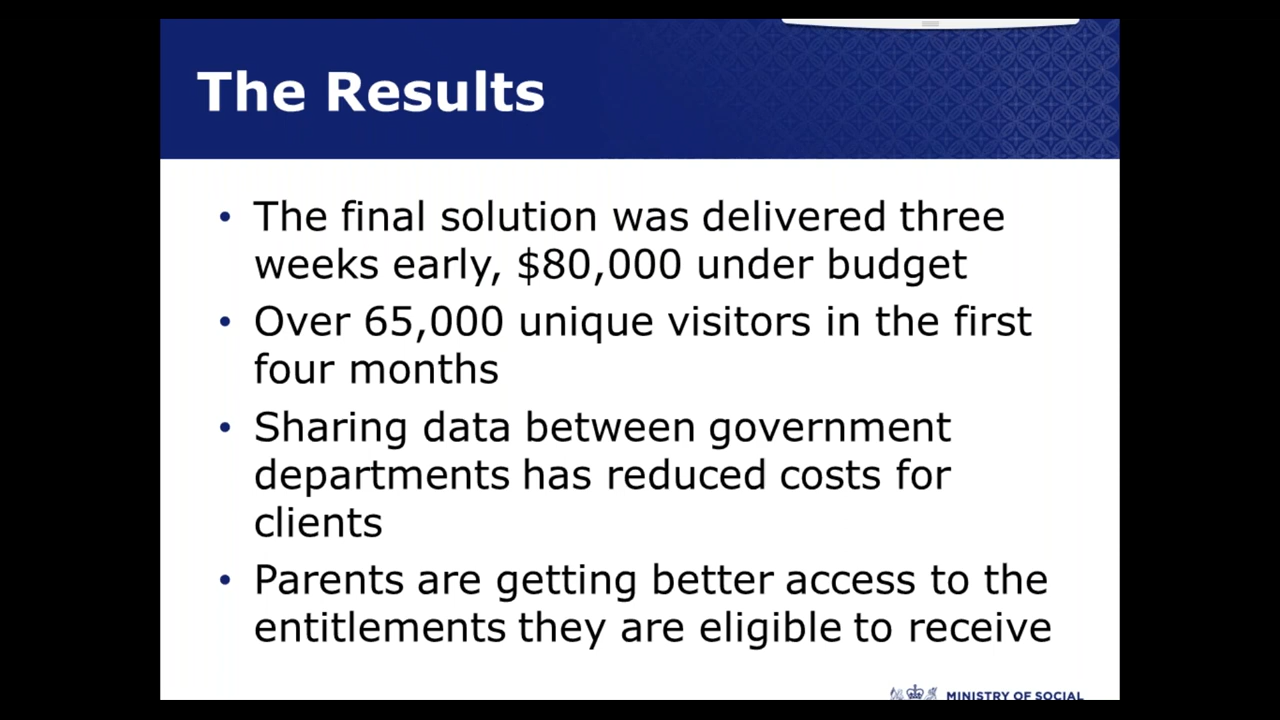 The Results
• The final solution was delivered three
weeks early, $80,000 under budget
• Over 65,000 unique visitors in the first
four months
• Sharing data between government
departments has reduced costs for
clients
• Parents are getting better access to the
entitlements they are eligible to receive
MINISTRY OF SOCIAL